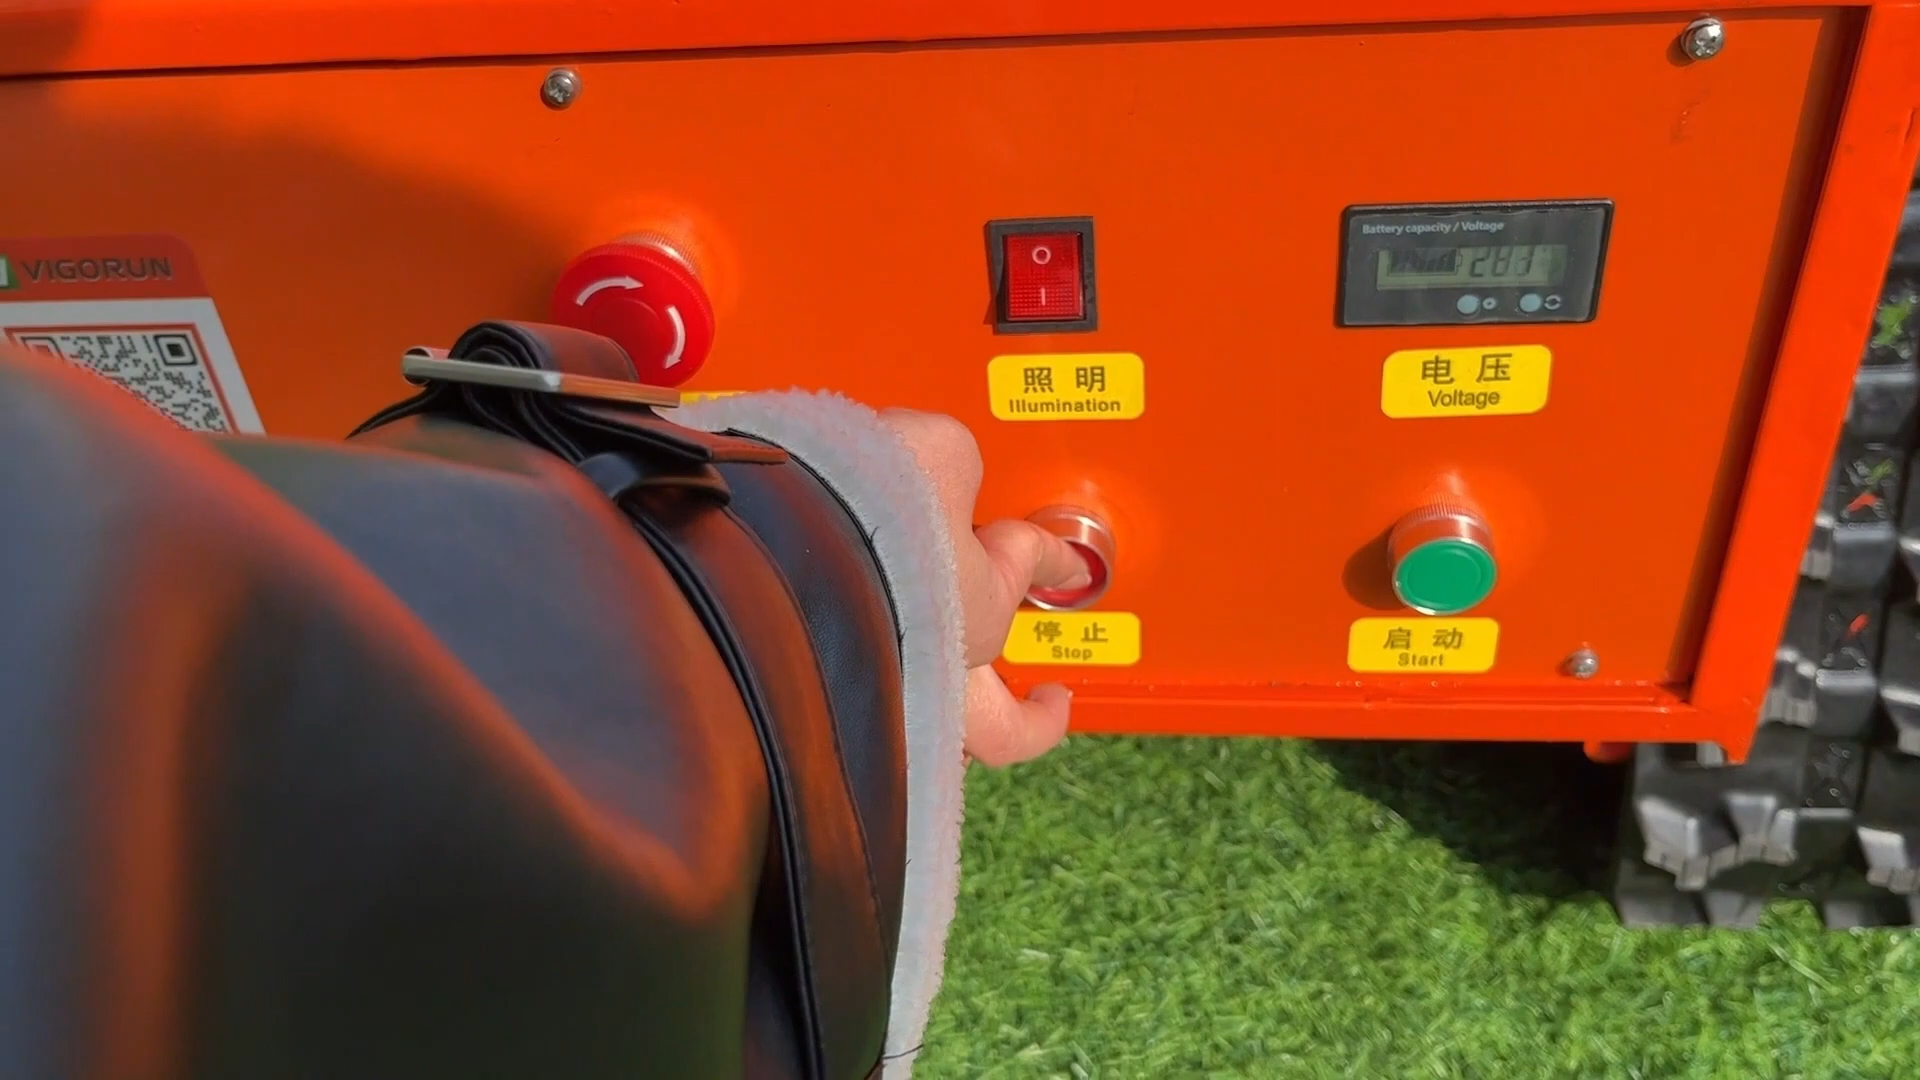 VIGORUN
Battery capacity / Voltage
照明
Illumination
电压
Voltage
停止
Stop
启动
Start